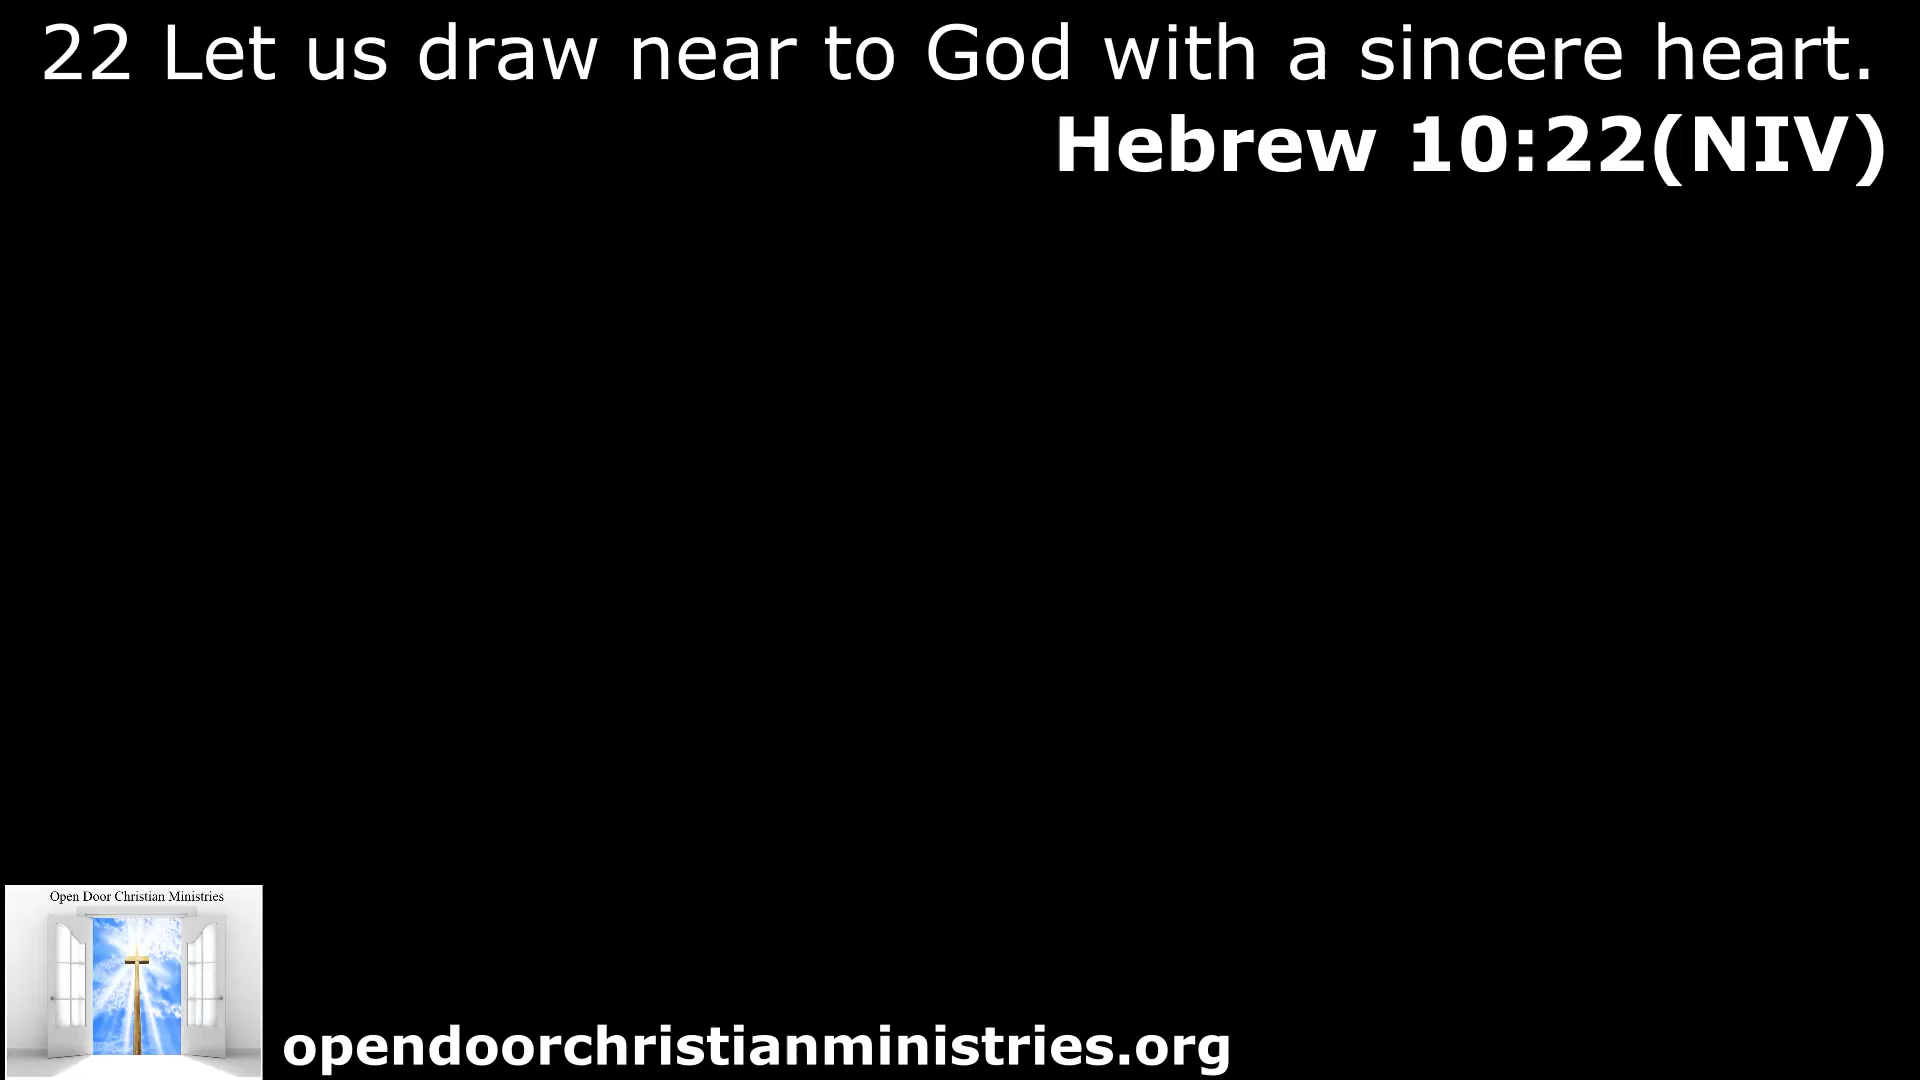 22 Let us draw near to God with a sincere heart.
Hebrew 10:22(NIV)
Open Door Christian Ministries
opendoorchristianministries.org